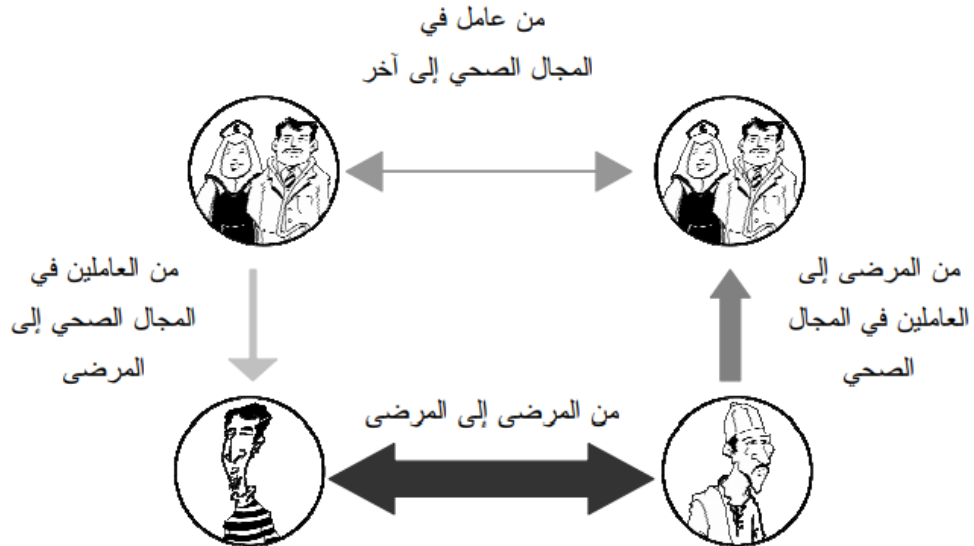 من عامل في
المجال الصحي إلى آخر
من المرضى إلى
العاملين في المجال
الصحي
من العاملين في
المجال الصحي إلى
المرضى
من المرضى إلى المرضى